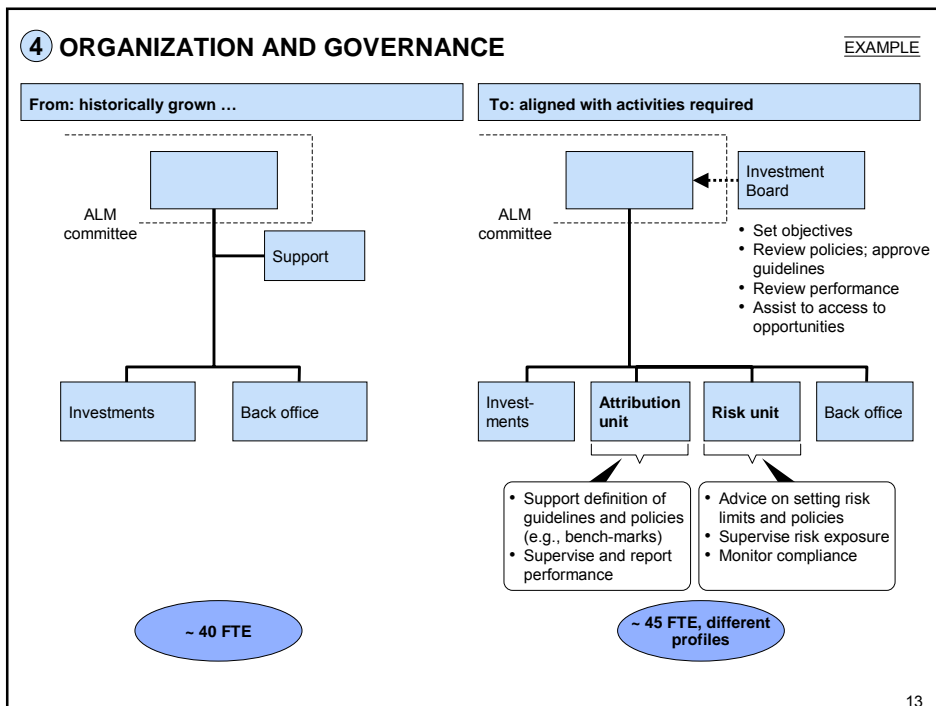 4 ORGANIZATION AND GOVERNANCE
EXAMPLE
From: historically grown …
ALM
committee
Support
Investments
Back office
~ 40 FTE
To: aligned with activities required
ALM
committee
Investment
Board
• Set objectives
• Review policies; approve
guidelines
• Review performance
• Assist to access to
opportunities
Invest-
ments
Attribution
unit
Risk unit
Back office
• Support definition of
guidelines and policies
(e.g., bench-marks)
• Supervise and report
performance
• Advice on setting risk
limits and policies
• Supervise risk exposure
• Monitor compliance
~ 45 FTE, different
profiles
13